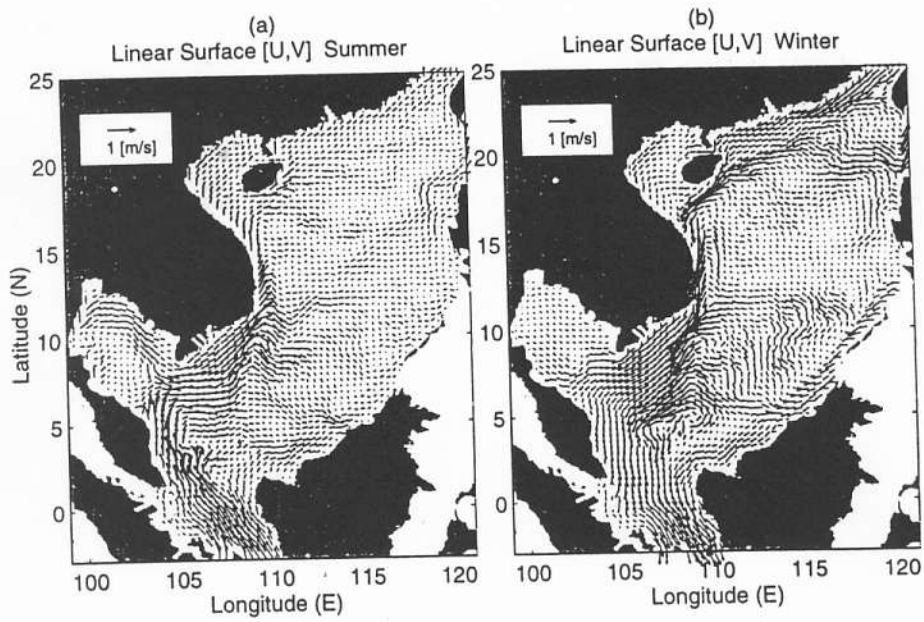 (a)
Linear Surface [U,V] Summer
25
20
15
10
5
0
1 [m/s]
100 105 110 115 120
Longitude (E)
Latitude (N)
(b)
Linear Surface [U,V] Winter
25
20
15
10
5
0
1 [m/s]
100 105 110 115 120
Longitude (E)